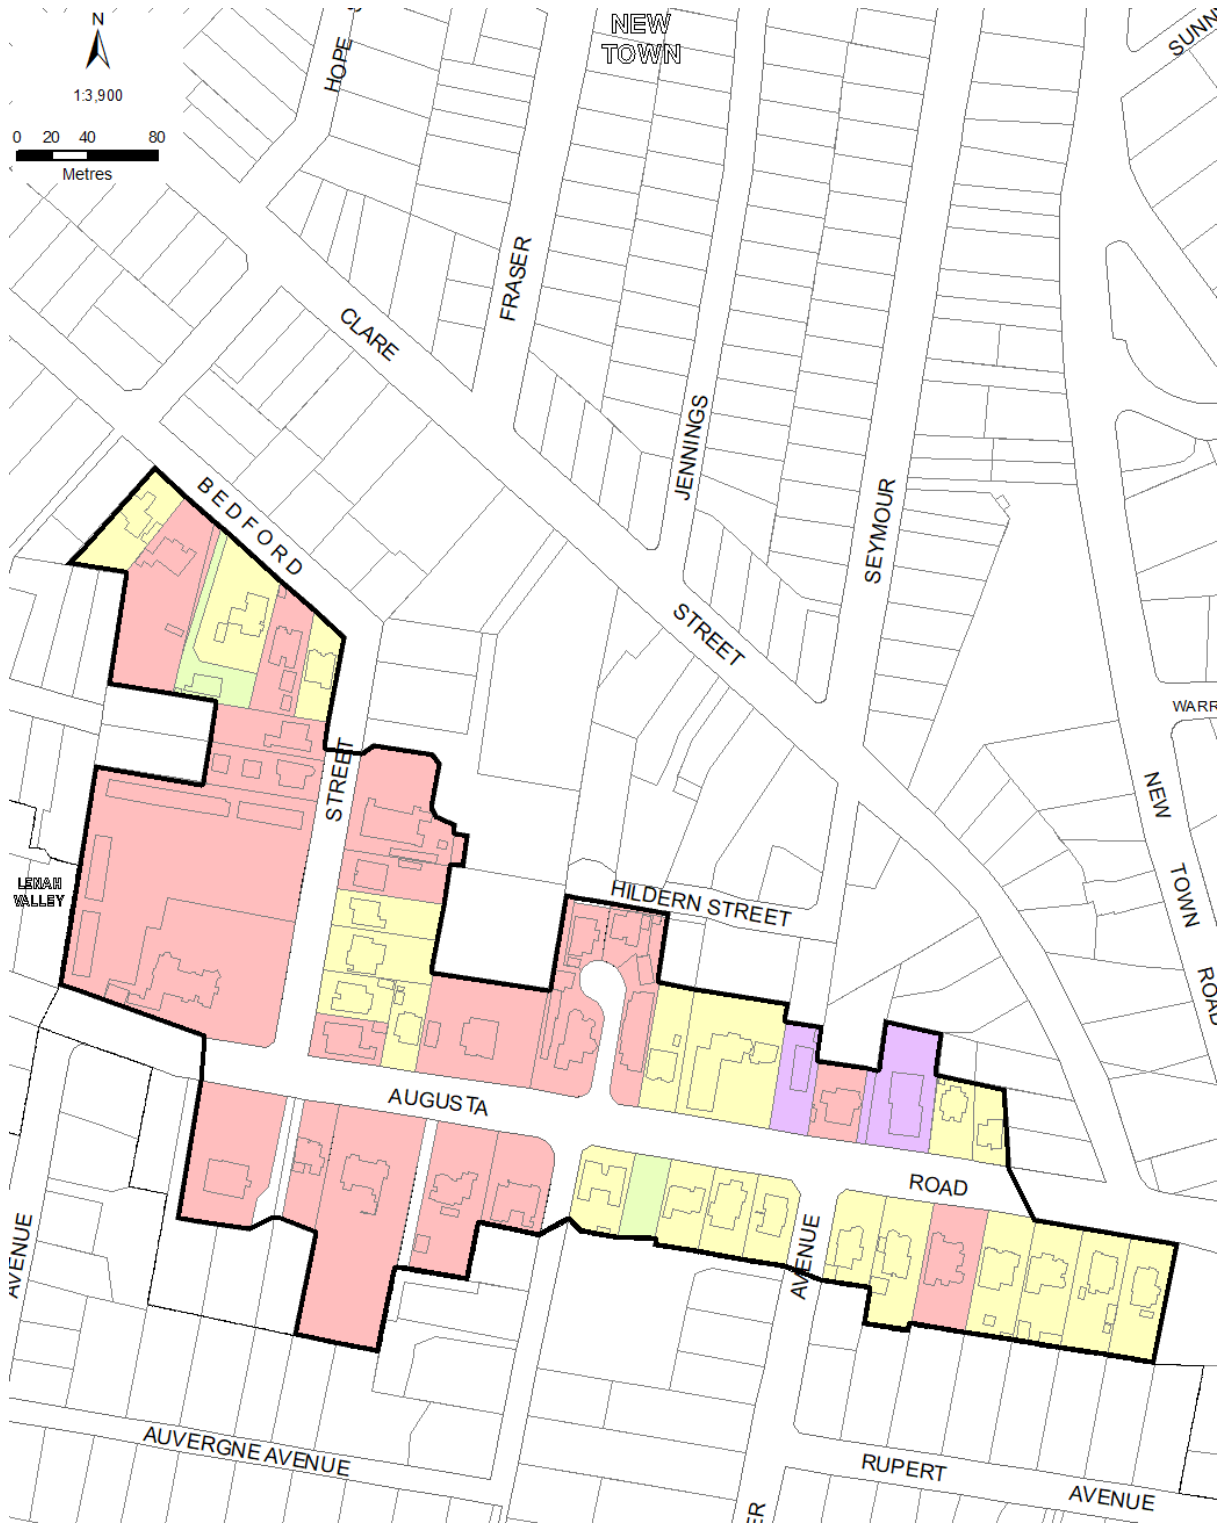 N
1:3,900
0 20 40 80
Metres
NEW
TOWN
HOPE
FRASER
CLARE
JENNINGS
SEYMOUR
BEDFORD
STREET
STREET
WARR
NEW
TOWN
ROAD
LENAH
VALLEY
HILDERN STREET
AUGUSTA
ROAD
AVENUE
AVENUE
AUVERGNE AVENUE
RUPERT
AVENUE